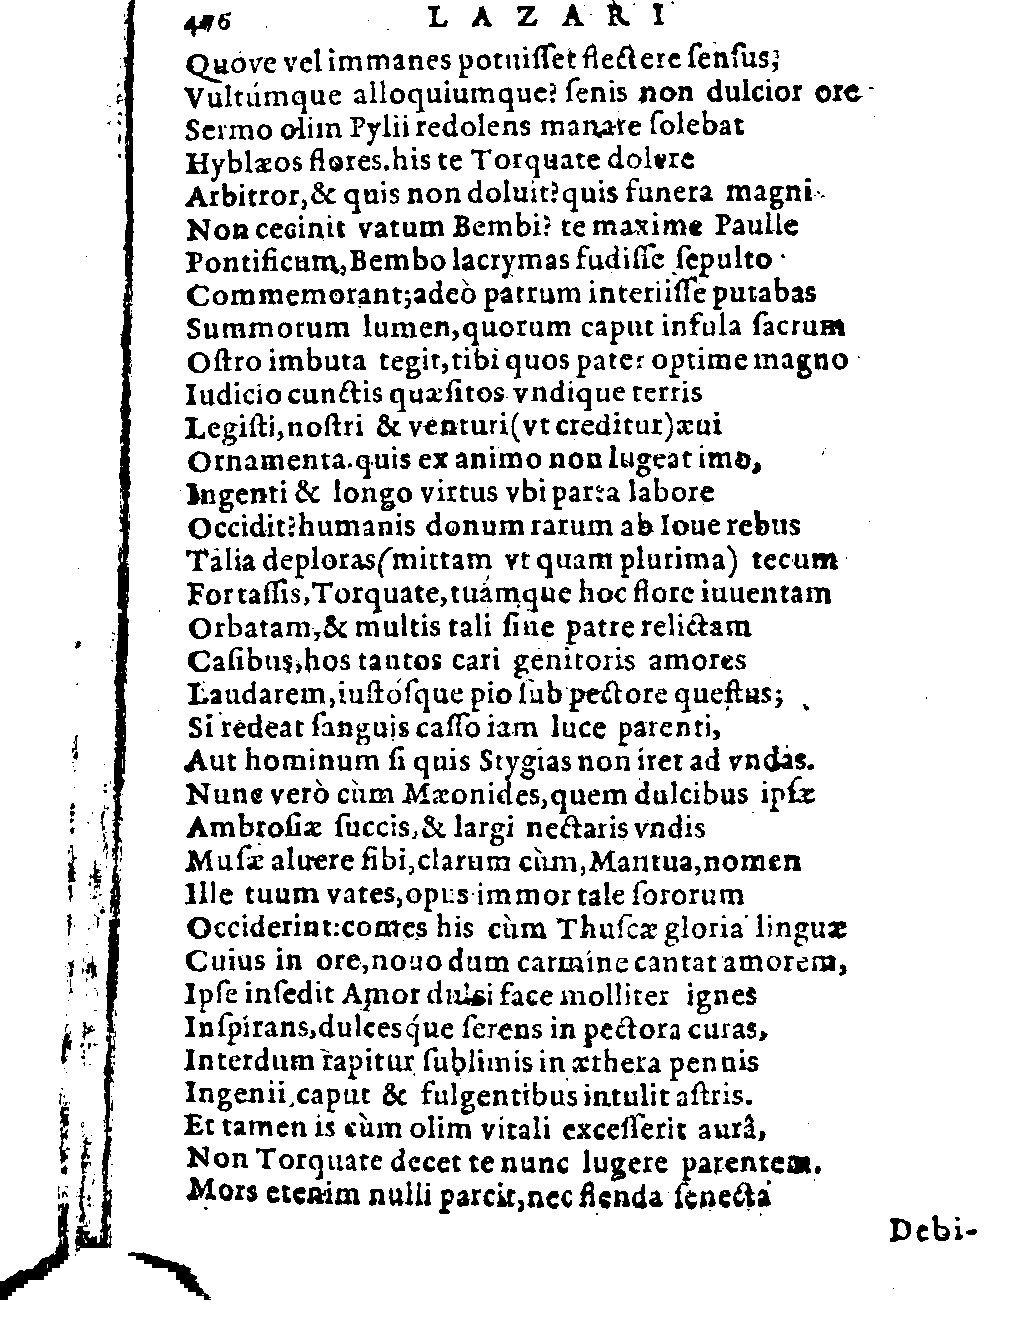 476 LAZARI
Quóve vel immanes potuiſſet flectere ſenſus;
Vultúmque alloquiumque? ſenis non dulcior ore
Sermo olim Pylii redolens manare ſolebat
Hyblæos flores. his te Torquate dolere
Arbitror, & quis non doluit? quis funera magni
Non cecinit vatum Bembi? te maxime Paulle
Pontificum, Bembo lacrymas fudiſſe ſepulto
Commemorant; adeò patrum interiiſſe putabas
Summorum lumen, quorum caput infula ſacrum
Oſtro imbuta tegit, tibi quos pater optime magno
Iudicio cunctis quæſitos vndique terris
Legiſti, noſtri & venturi (vt creditur) æui
Ornamenta. quis ex animo non lugeat imo,
Ingenti & longo virtus vbi parta labore
Occidit? humanis donum rarum ab Ioue rebus
Talia deploras (mittam vt quam plurima) tecum
Fortaſſis, Torquate, tuámque hoc flore iuuentam
Orbatam, & multis tali ſine patre relictam
Caſibus, hos tantos cari genitoris amores
Laudarem, iuſtóſque pio ſub pectore queſtus;
Si redeat ſanguis caſſo iam luce parenti,
Aut hominum ſi quis Stygias non iret ad vndas.
Nunc verò cùm Mæonides, quem dulcibus ipſæ
Ambroſiæ ſuccis, & largi nectaris vndis
Muſæ aluere ſibi, clarum cùm, Mantua, nomen
Ille tuum vates, opus immortale ſororum
Occiderint: comes his cùm Thuſcæ gloria linguæ
Cuius in ore, nouo dum carmine cantat amorem,
Ipſe inſedit Amor dulci face molliter ignes
Inſpirans, dulceſq́ue ferens in pectora curas,
Interdum rapitur ſublimis in æthera pennis
Ingenii, caput & fulgentibus intulit aſtris.
Et tamen is cùm olim vitali exceſſerit aurâ,
Non Torquate decet te nunc lugere parentem.
Mors etenim nulli parcit, nec flenda ſenecta
Debi-